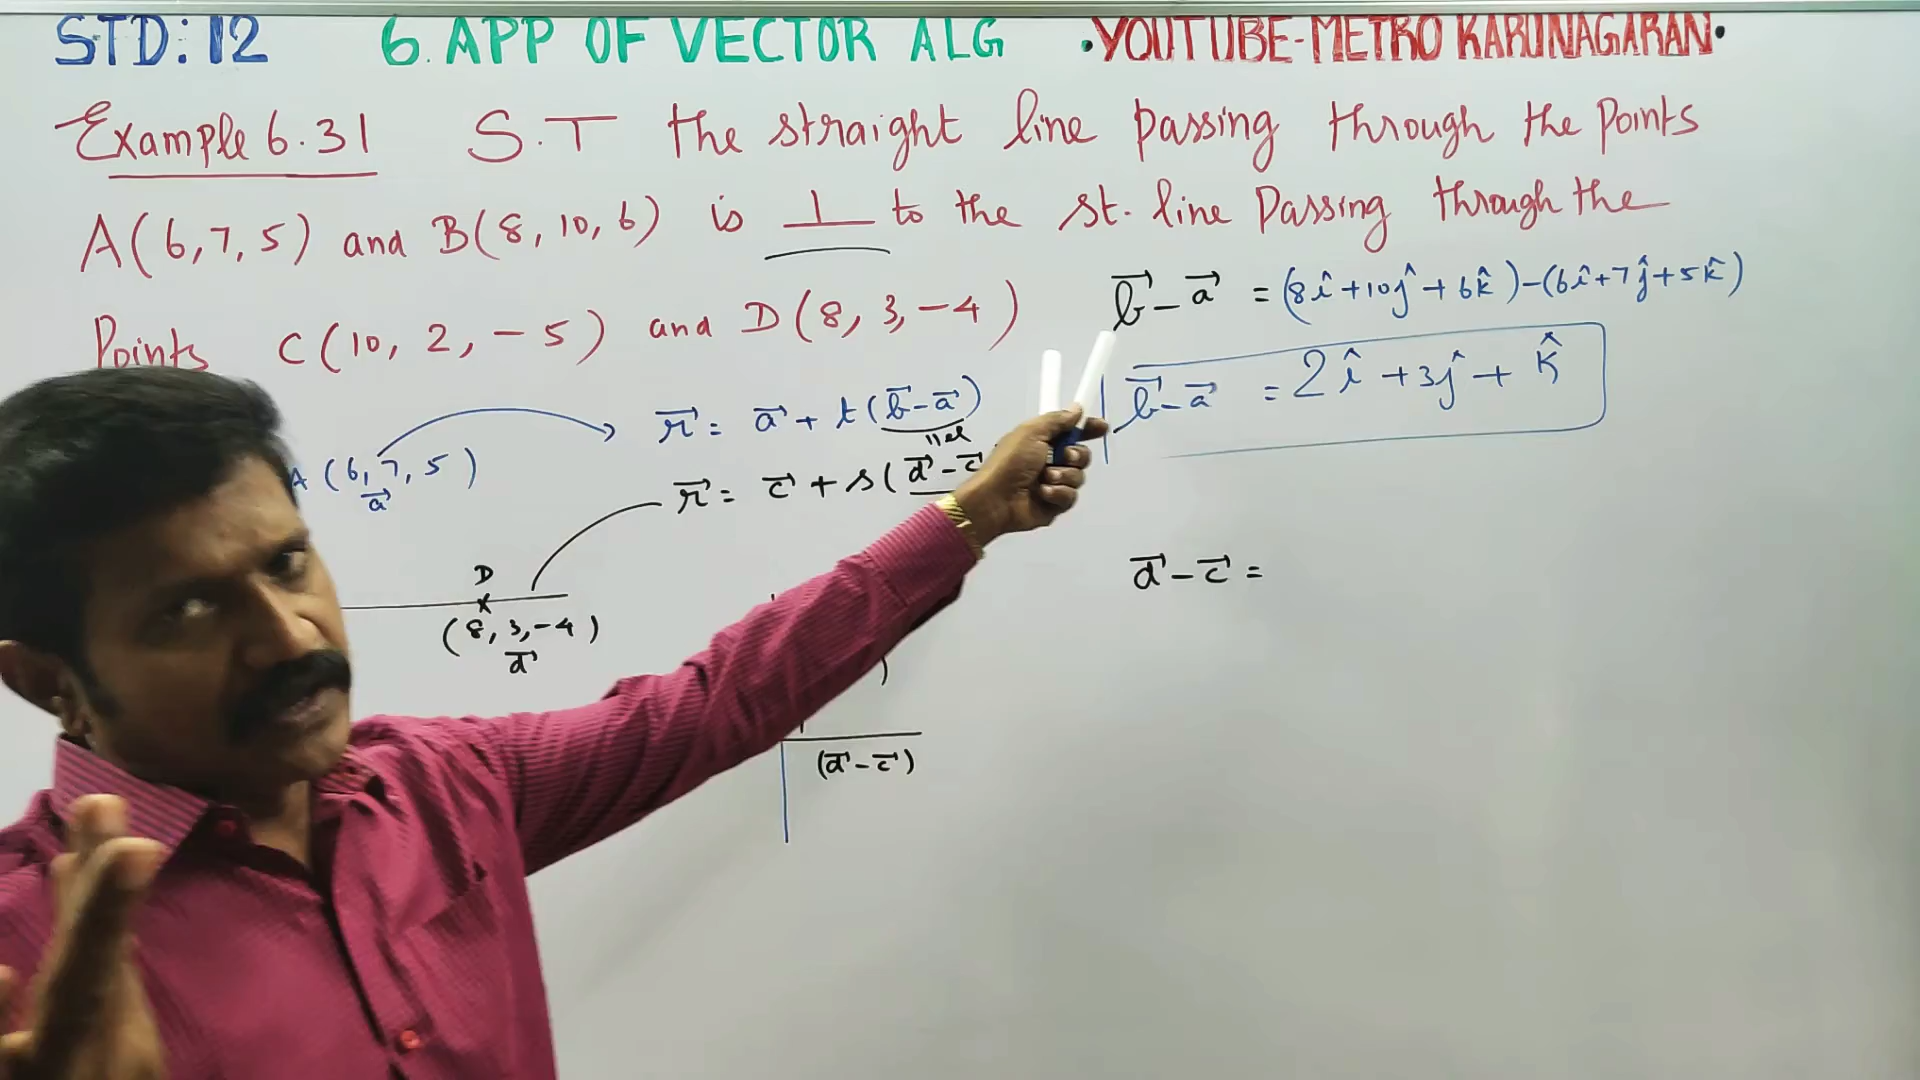 STD: 12 6. APP OF VECTOR ALG •YOUTUBE-METRO KARUNAGARAN•
Example 6.31 S.T the straight line passing through the points
A(6,7,5) and B(8,10,6) is ⊥ to the st. line Passing through the
Points C(10, 2, -5) and D(8, 3, -4)
b⃗ - a⃗ = (8î+10ĵ+6k̂)-(6î+7ĵ+5k̂)
b⃗ - a⃗ = 2î+3ĵ+k̂
r⃗ = a⃗ + t(b⃗-a⃗)
llel
A (6,7,5)
a⃗
r⃗ = c⃗ + s(d⃗-c⃗
d⃗ - c⃗ =
D
(8, 3, -4)
d⃗
)
(d⃗-c⃗)